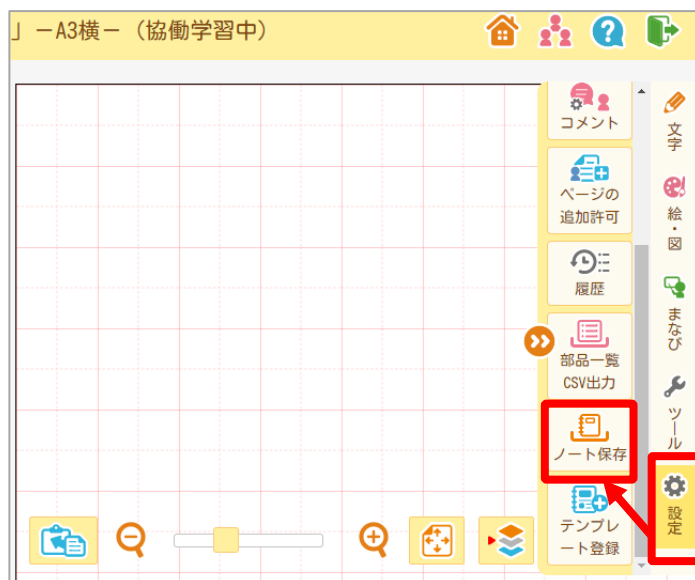 」－A3横－（協働学習中）
コメント
ページの
追加許可
履歴
部品一覧
CSV出力
ノート保存
テンプレ
ート登録
文字
絵・図
まなび
ツール
設定